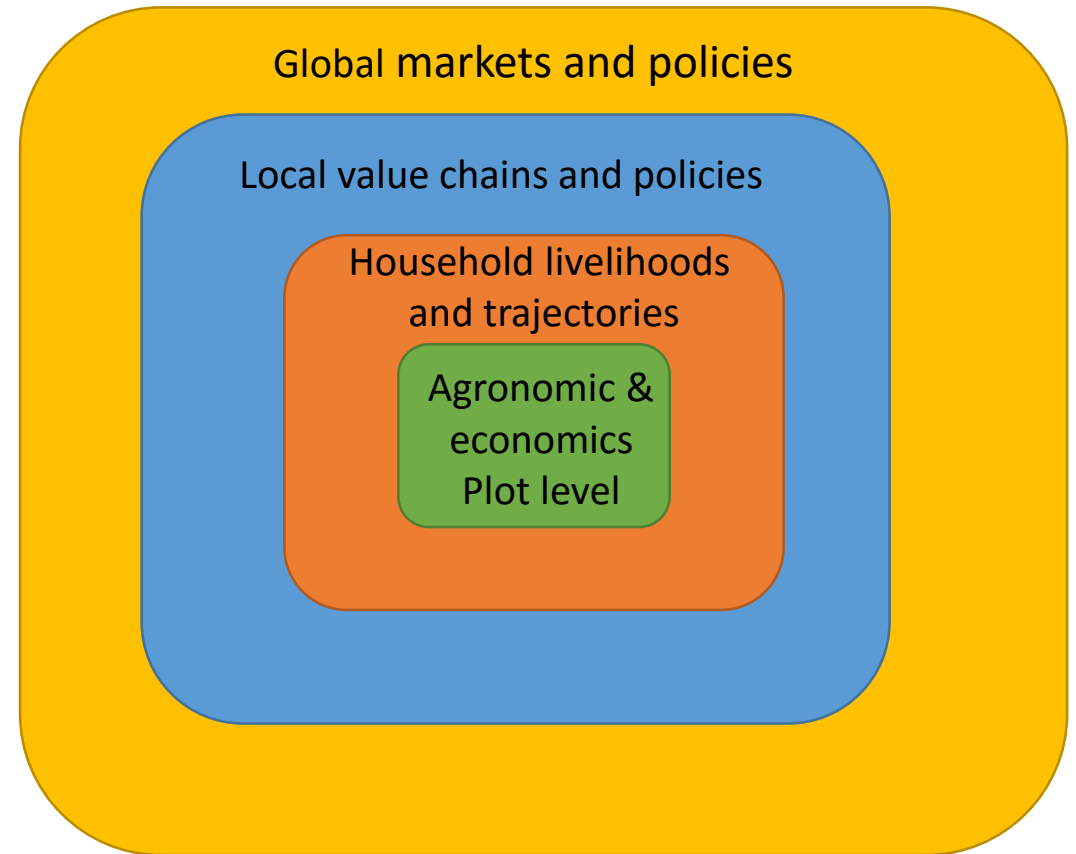 Global markets and policies
Local value chains and policies
Household livelihoods
and trajectories
Agronomic &
economics
Plot level